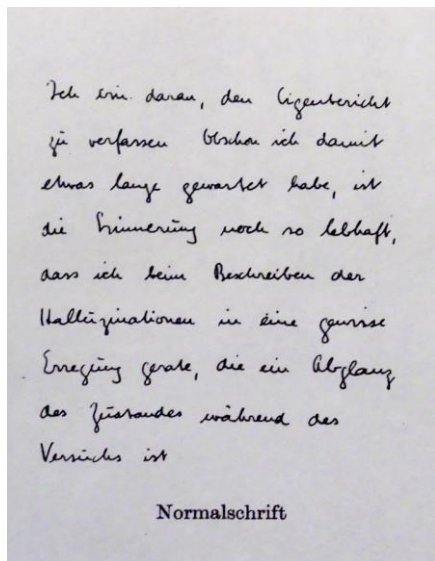 Ich bin daran, den Eigenbericht
zu verfassen Obschon ich damit
etwas lange gewartet habe, ist
die Erinnerung noch so lebhaft,
dass ich beim Beschreiben der
Halluzinationen in eine gewisse
Erregung gerate, die ein Abglanz
des Zustandes während des
Versuchs ist
Normalschrift